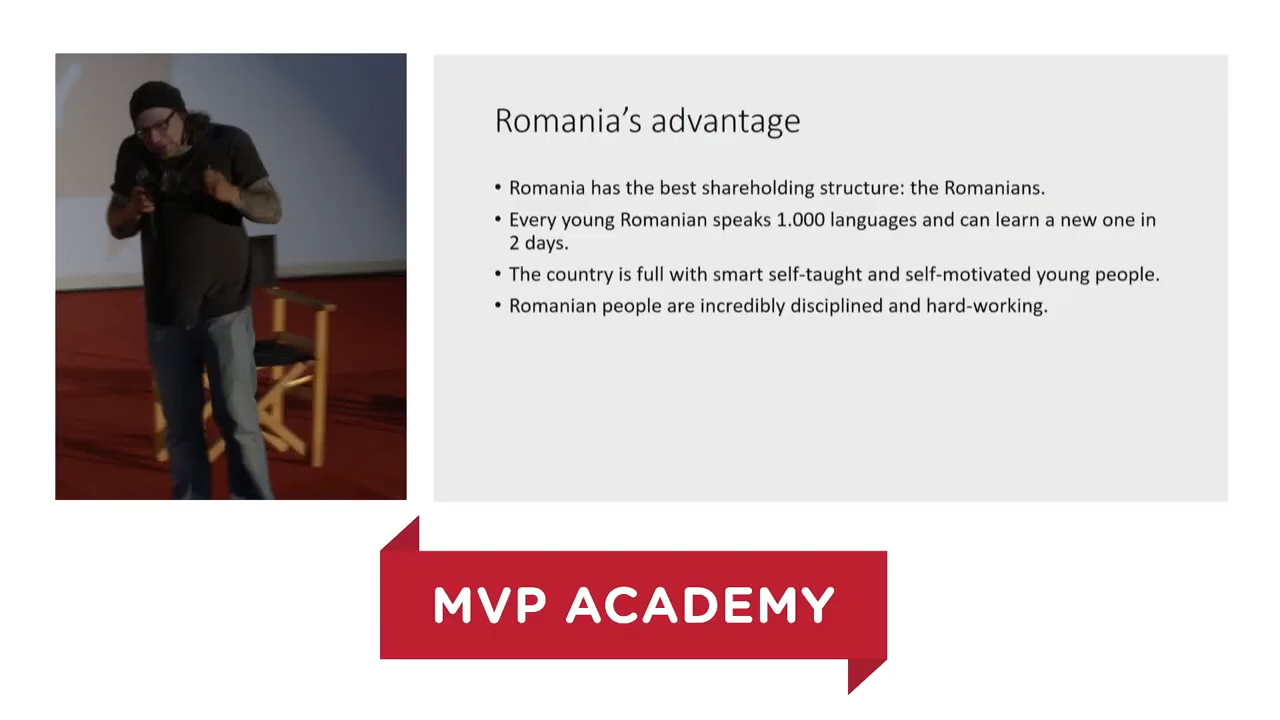 Romania's advantage
• Romania has the best shareholding structure: the Romanians.
• Every young Romanian speaks 1.000 languages and can learn a new one in
2 days.
• The country is full with smart self-taught and self-motivated young people.
• Romanian people are incredibly disciplined and hard-working.
MVP ACADEMY